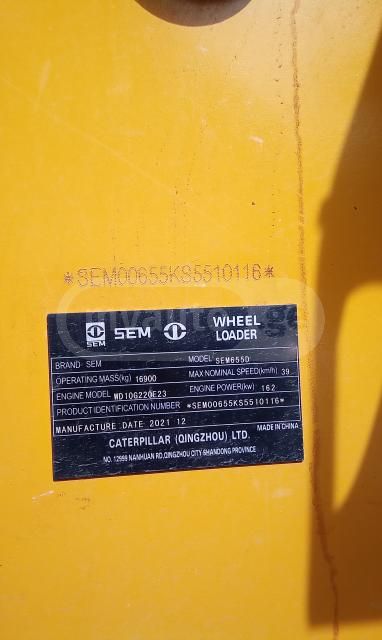 *SEM00655KS5510116*
SEM SEM WHEEL
LOADER
BRAND SEM MODEL SEM655D
OPERATING MASS(kg) 16900 MAX NOMINAL SPEED(km/h) 39
ENGINE MODEL WD10G220E23 ENGINE POWER(kw) 162
PRODUCT IDENTIFICATION NUMBER *SEM00655KS5510116*
MANUFACTURE DATE 2021 12 MADE IN CHINA
CATERPILLAR (QINGZHOU) LTD.
NO. 12999 NANHUAN RD,QINGZHOU CITY·SHANDONG PROVINCE